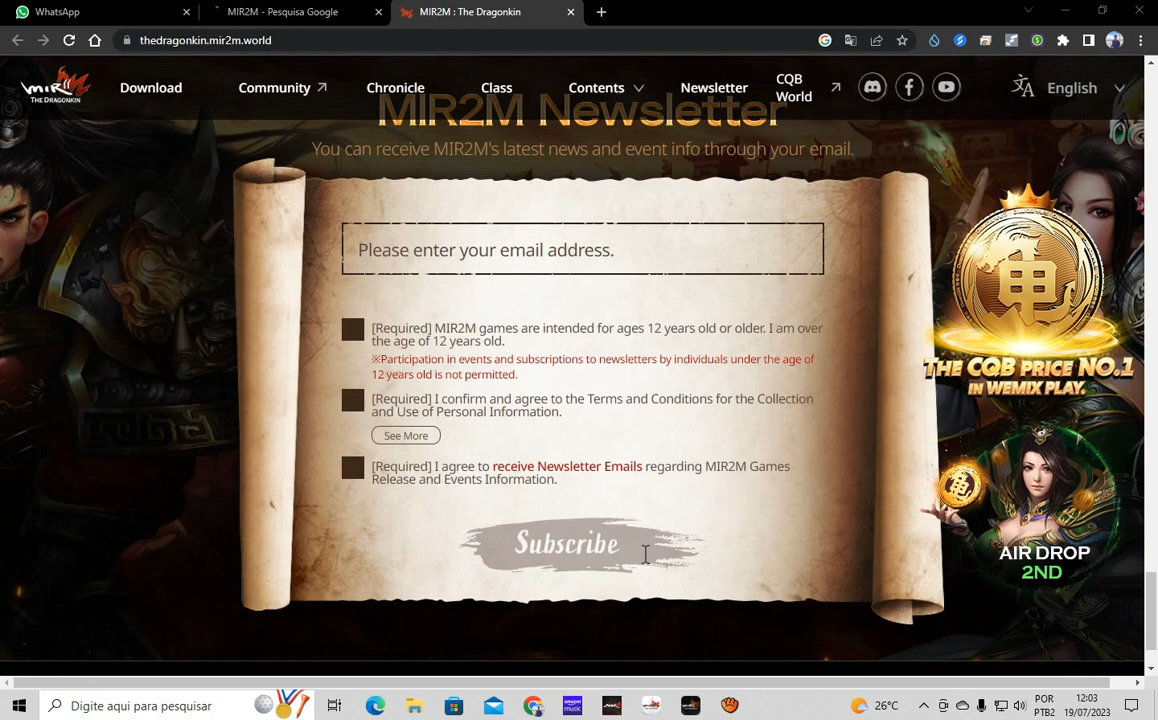 WhatsApp
MIR2M - Pesquisa Google
MIR2M : The Dragonkin
thedragonkin.mir2m.world
MIR M
THE DRAGONKIN
Download
Community
Chronicle
Class
Contents
Newsletter
CQB
World
English
MIR2M Newsletter
You can receive MIR2M's latest news and event info through your email.
Please enter your email address.
[Required] MIR2M games are intended for ages 12 years old or older. I am over
the age of 12 years old.
※Participation in events and subscriptions to newsletters by individuals under the age of
12 years old is not permitted.
[Required] I confirm and agree to the Terms and Conditions for the Collection
and Use of Personal Information.
See More
[Required] I agree to receive Newsletter Emails regarding MIR2M Games
Release and Events Information.
Subscribe
THE CQB PRICE NO.1
IN WEMIX PLAY.
AIR DROP
2ND
Digite aqui para pesquisar
26°C
POR
PTB2
12:03
19/07/2023